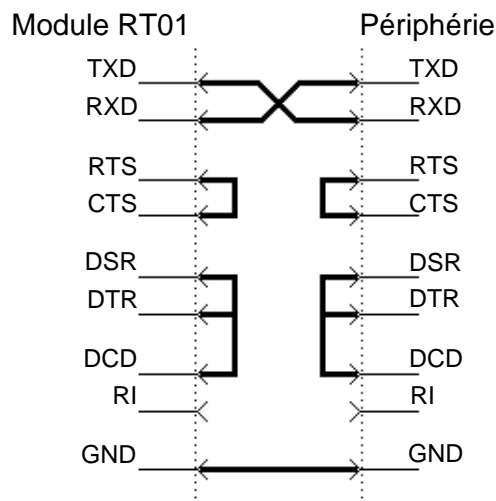 Module RT01 Périphérie
TXD TXD
RXD RXD
RTS RTS
CTS CTS
DSR DSR
DTR DTR
DCD DCD
RI RI
GND GND